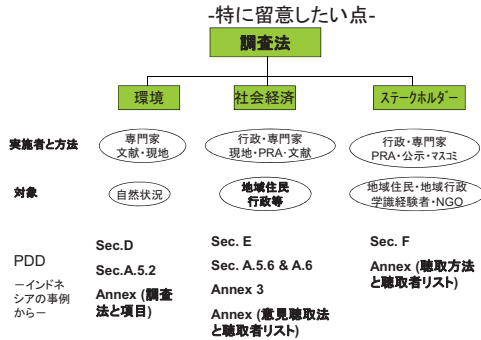 -特に留意したい点-
調査法
環境
社会経済
ステークホルダー
実施者と方法
専門家
文献・現地
行政・専門家
現地・PRA・文献
行政・専門家
PRA・公示・マスコミ
対象
自然状況
地域住民
行政等
地域住民・地域行政
学識経験者・NGO
PDD
－インドネ
シアの事例
から－
Sec.D
Sec.A.5.2
Annex (調査
法と項目)
Sec. E
Sec. A.5.6 & A.6
Annex 3
Annex (意見聴取法
と聴取者リスト)
Sec. F
Annex (聴取方法
と聴取者リスト)